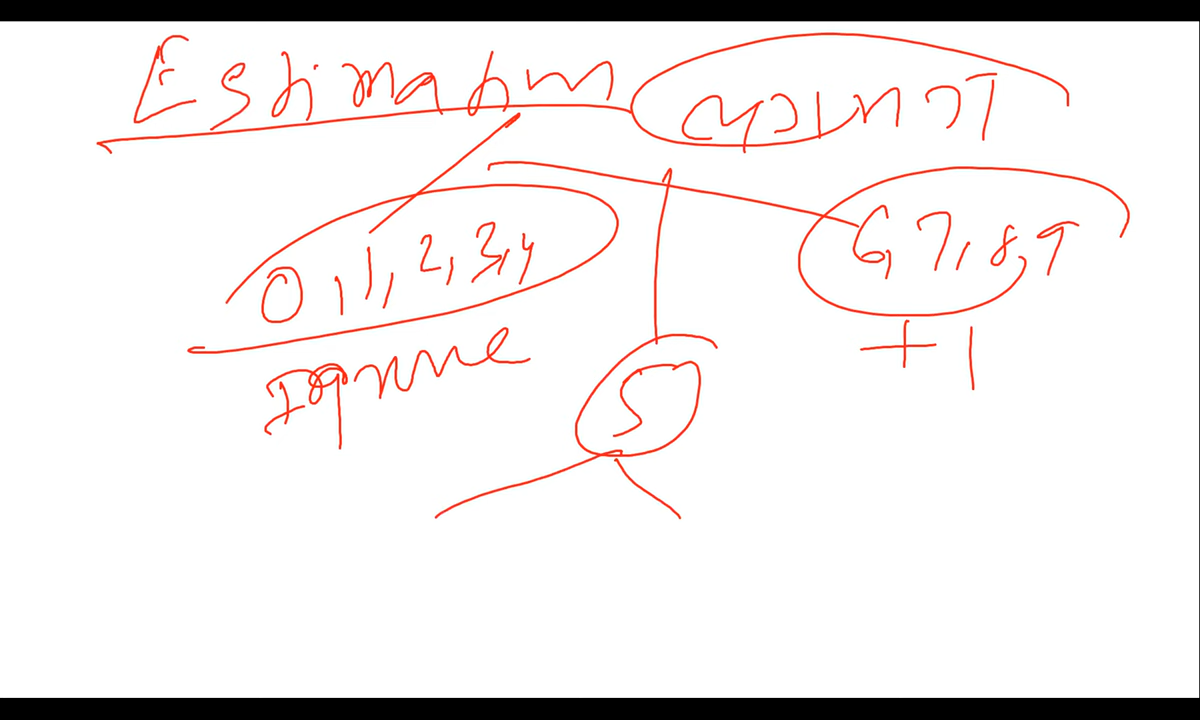 Estimation
0, 1, 2, 3, 4
6, 7, 8, 9
Ignore
5
+1